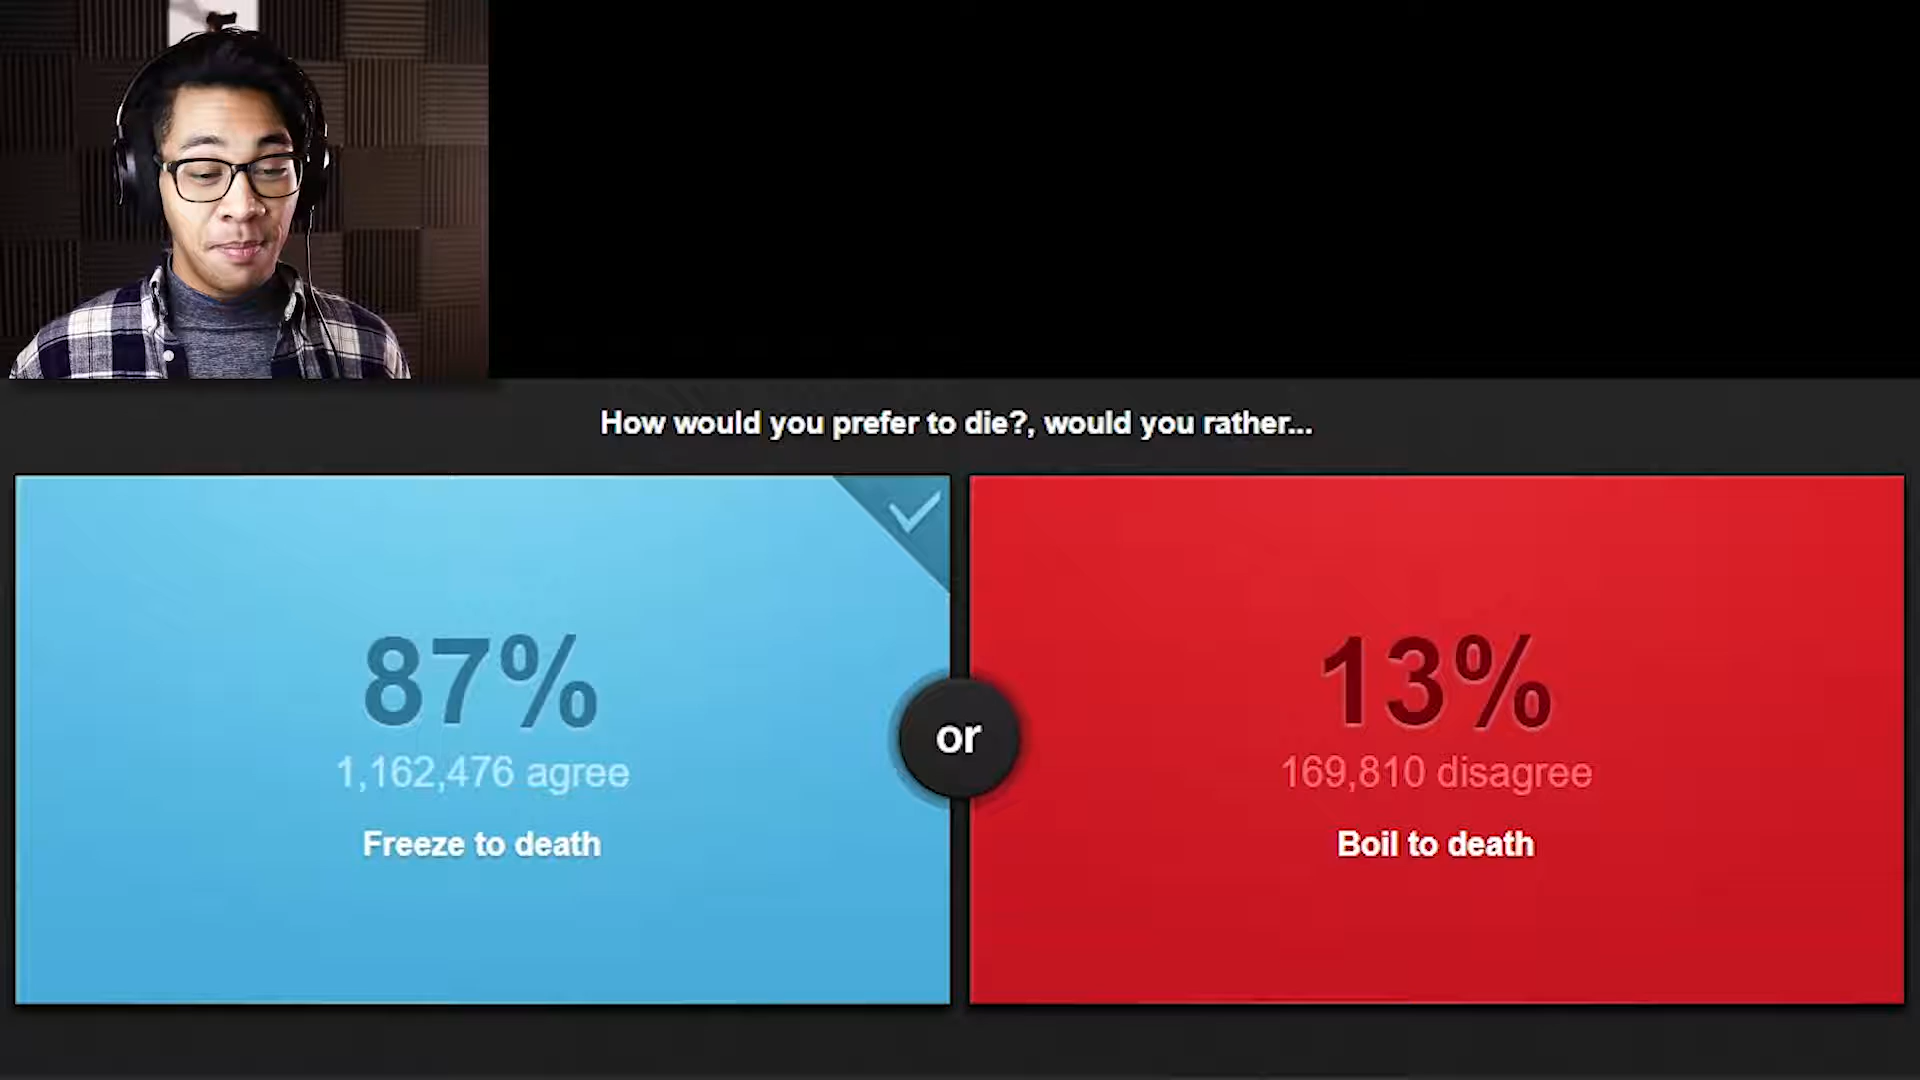 How would you prefer to die?, would you rather...
87%
1,162,476 agree
Freeze to death
or
13%
169,810 disagree
Boil to death